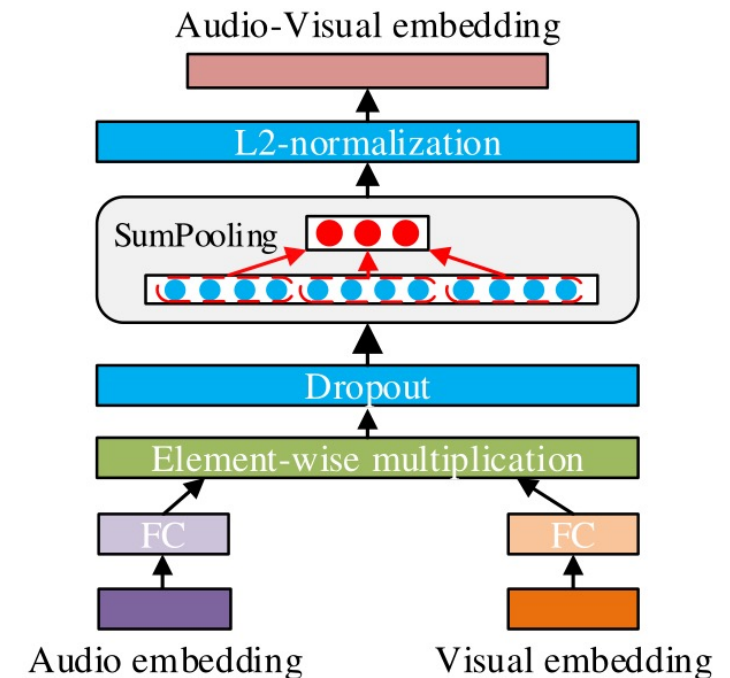 Audio-Visual embedding
L2-normalization
SumPooling
Dropout
Element-wise multiplication
FC
FC
Audio embedding
Visual embedding